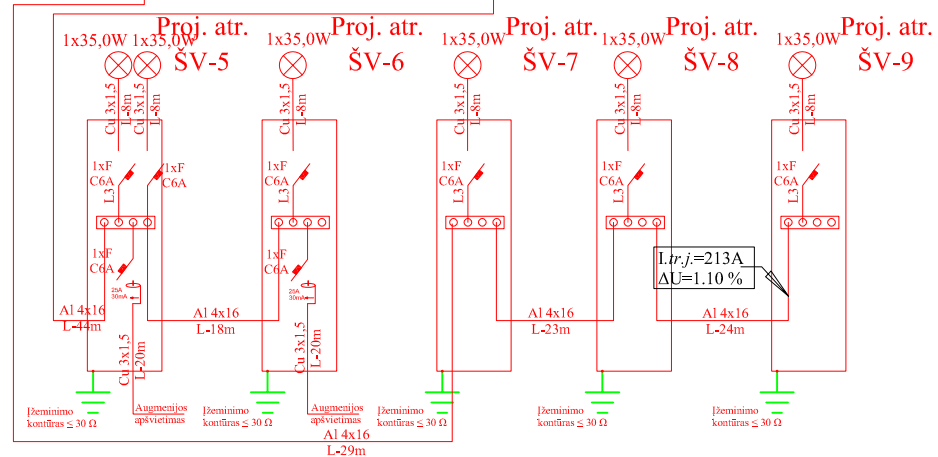 Proj. atr.
Proj. atr.
Proj. atr.
Proj. atr.
Proj. atr.
1x35,0W
1x35,0W
ŠV-5
1x35,0W
ŠV-6
1x35,0W
ŠV-7
1x35,0W
ŠV-8
1x35,0W
ŠV-9
Cu 3x1,5
L-8m
Cu 3x1,5
L-8m
Cu 3x1,5
L-8m
Cu 3x1,5
L-8m
Cu 3x1,5
L-8m
Cu 3x1,5
L-8m
1xF
C6A
L3
1xF
C6A
1xF
C6A
L3
1xF
C6A
L3
1xF
C6A
L3
1xF
C6A
L3
1xF
C6A
25A
30mA
1xF
C6A
25A
30mA
I.tr.j.=213A
ΔU=1.10 %
Al 4x16
L-44m
Al 4x16
L-18m
Al 4x16
L-23m
Al 4x16
L-24m
Cu 3x1,5
L-20m
Cu 3x1,5
L-20m
Įžeminimo
kontūras ≤ 30 Ω
Augmenijos
apšvietimas
Įžeminimo
kontūras ≤ 30 Ω
Augmenijos
apšvietimas
Įžeminimo
kontūras ≤ 30 Ω
Įžeminimo
kontūras ≤ 30 Ω
Įžeminimo
kontūras ≤ 30 Ω
Al 4x16
L-29m